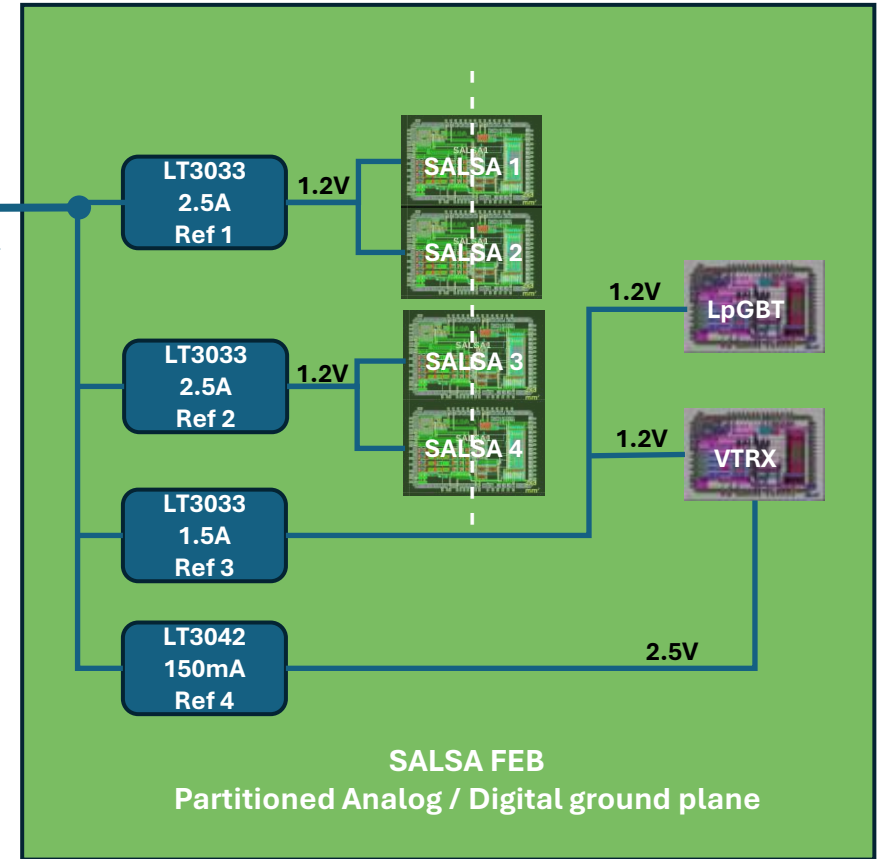 LT3033
2.5A
Ref 1
1.2V
SALSA 1
SALSA 2
LT3033
2.5A
Ref 2
1.2V
SALSA 3
SALSA 4
1.2V
LpGBT
1.2V
VTRX
LT3033
1.5A
Ref 3
LT3042
150mA
Ref 4
2.5V
SALSA FEB
Partitioned Analog / Digital ground plane